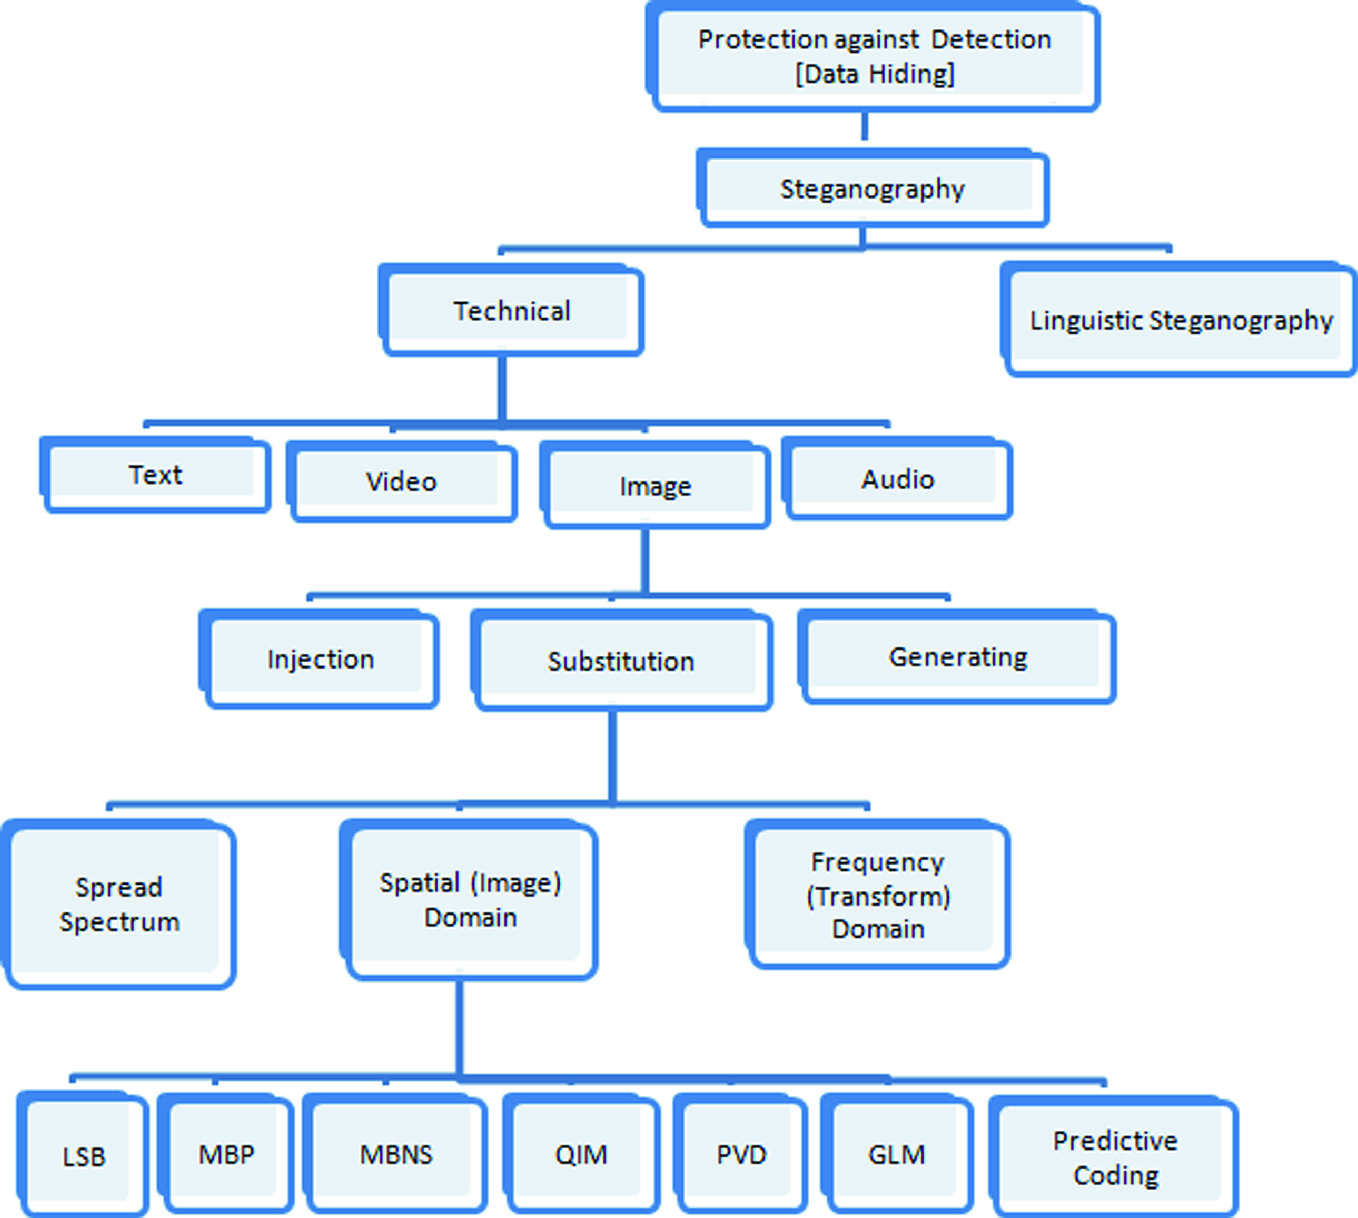 Protection against Detection
[Data Hiding]
Steganography
Technical
Linguistic Steganography
Text
Video
Image
Audio
Injection
Substitution
Generating
Spread
Spectrum
Spatial (Image)
Domain
Frequency
(Transform)
Domain
LSB
MBP
MBNS
QIM
PVD
GLM
Predictive
Coding